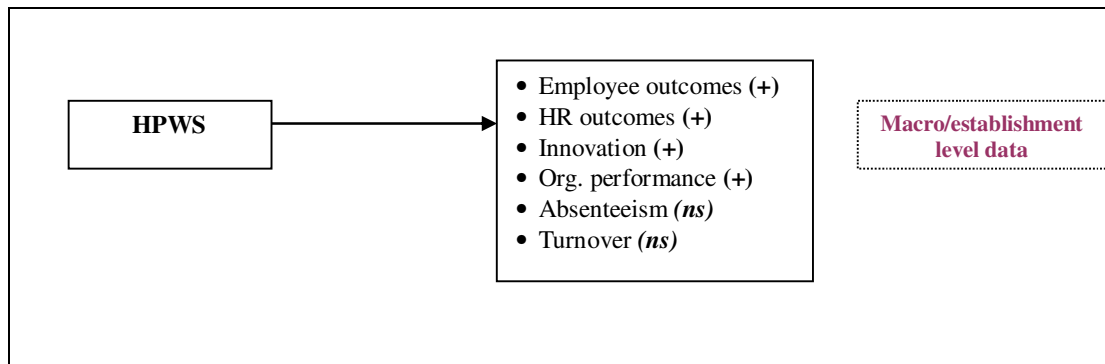 HPWS
• Employee outcomes (+)
• HR outcomes (+)
• Innovation (+)
• Org. performance (+)
• Absenteeism (ns)
• Turnover (ns)
Macro/establishment
level data